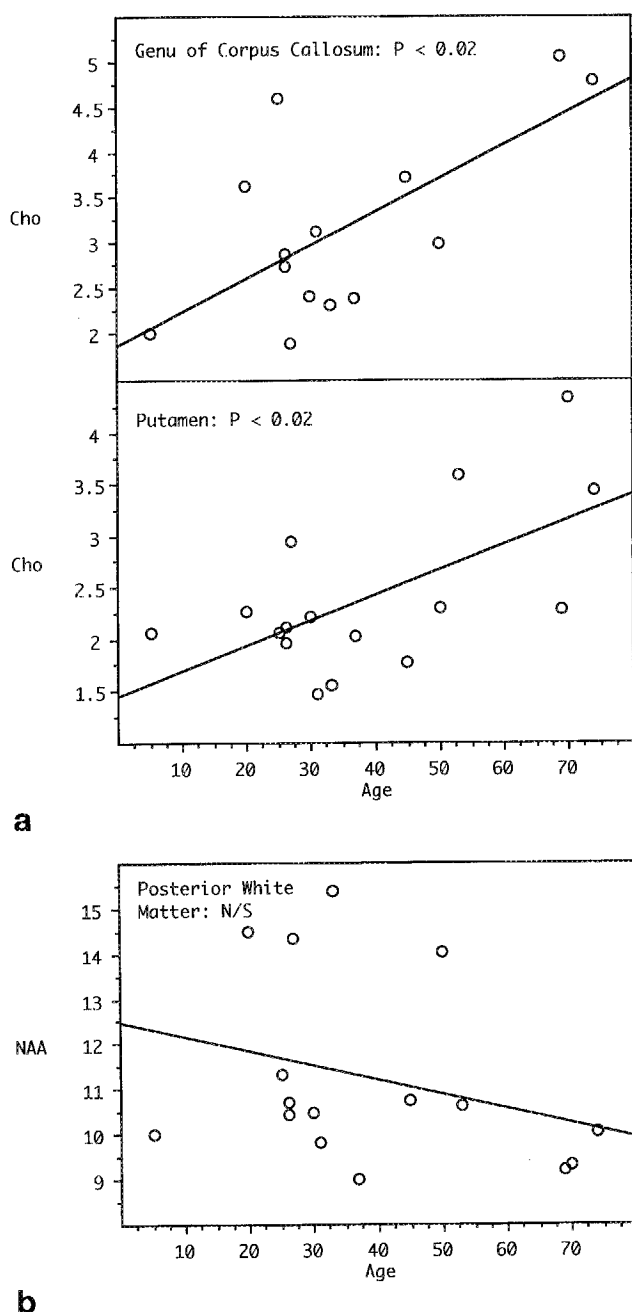 Genu of Corpus Callosum: P < 0.02
5
4.5
4
3.5
Cho
3
2.5
2
Putamen: P < 0.02
4
3.5
3
Cho
2.5
2
1.5
10 20 30 40 50 60 70
Age
a
Posterior White
Matter: N/S
15
14
13
12
NAA
11
10
9
10 20 30 40 50 60 70
Age
b